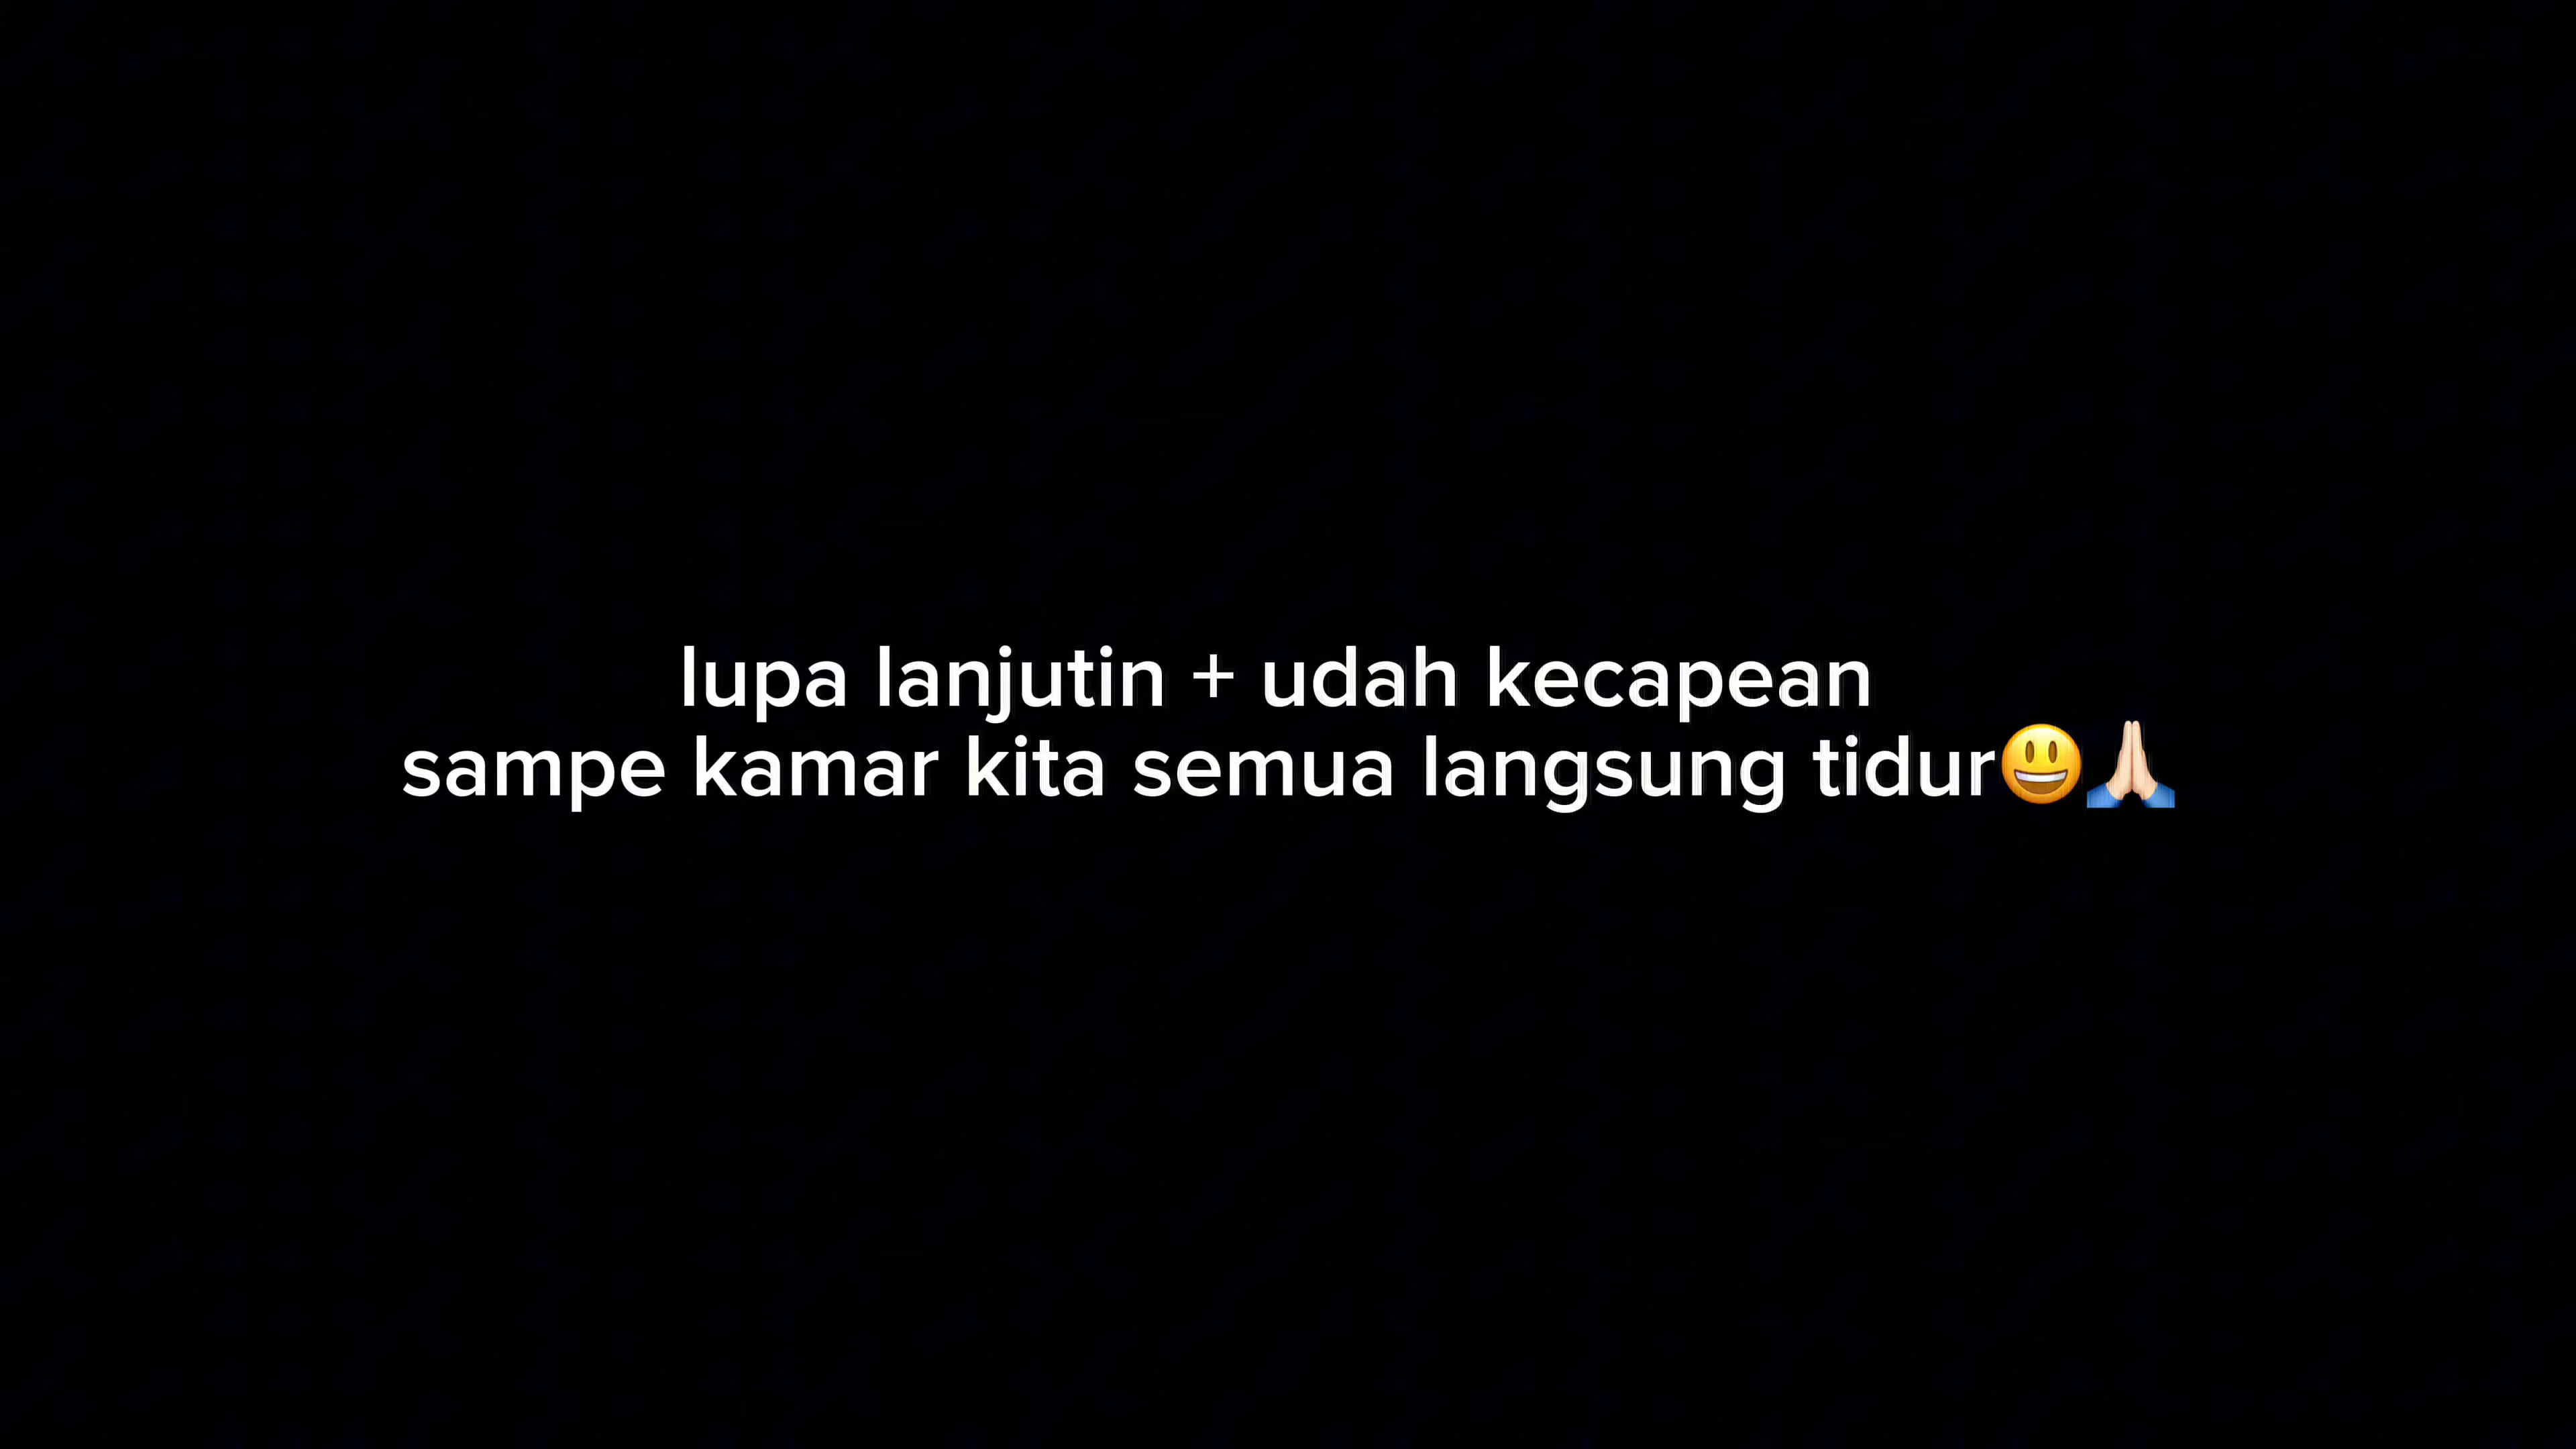 lupa lanjutin + udah kecapean
sampe kamar kita semua langsung tidur😃🙏🏻